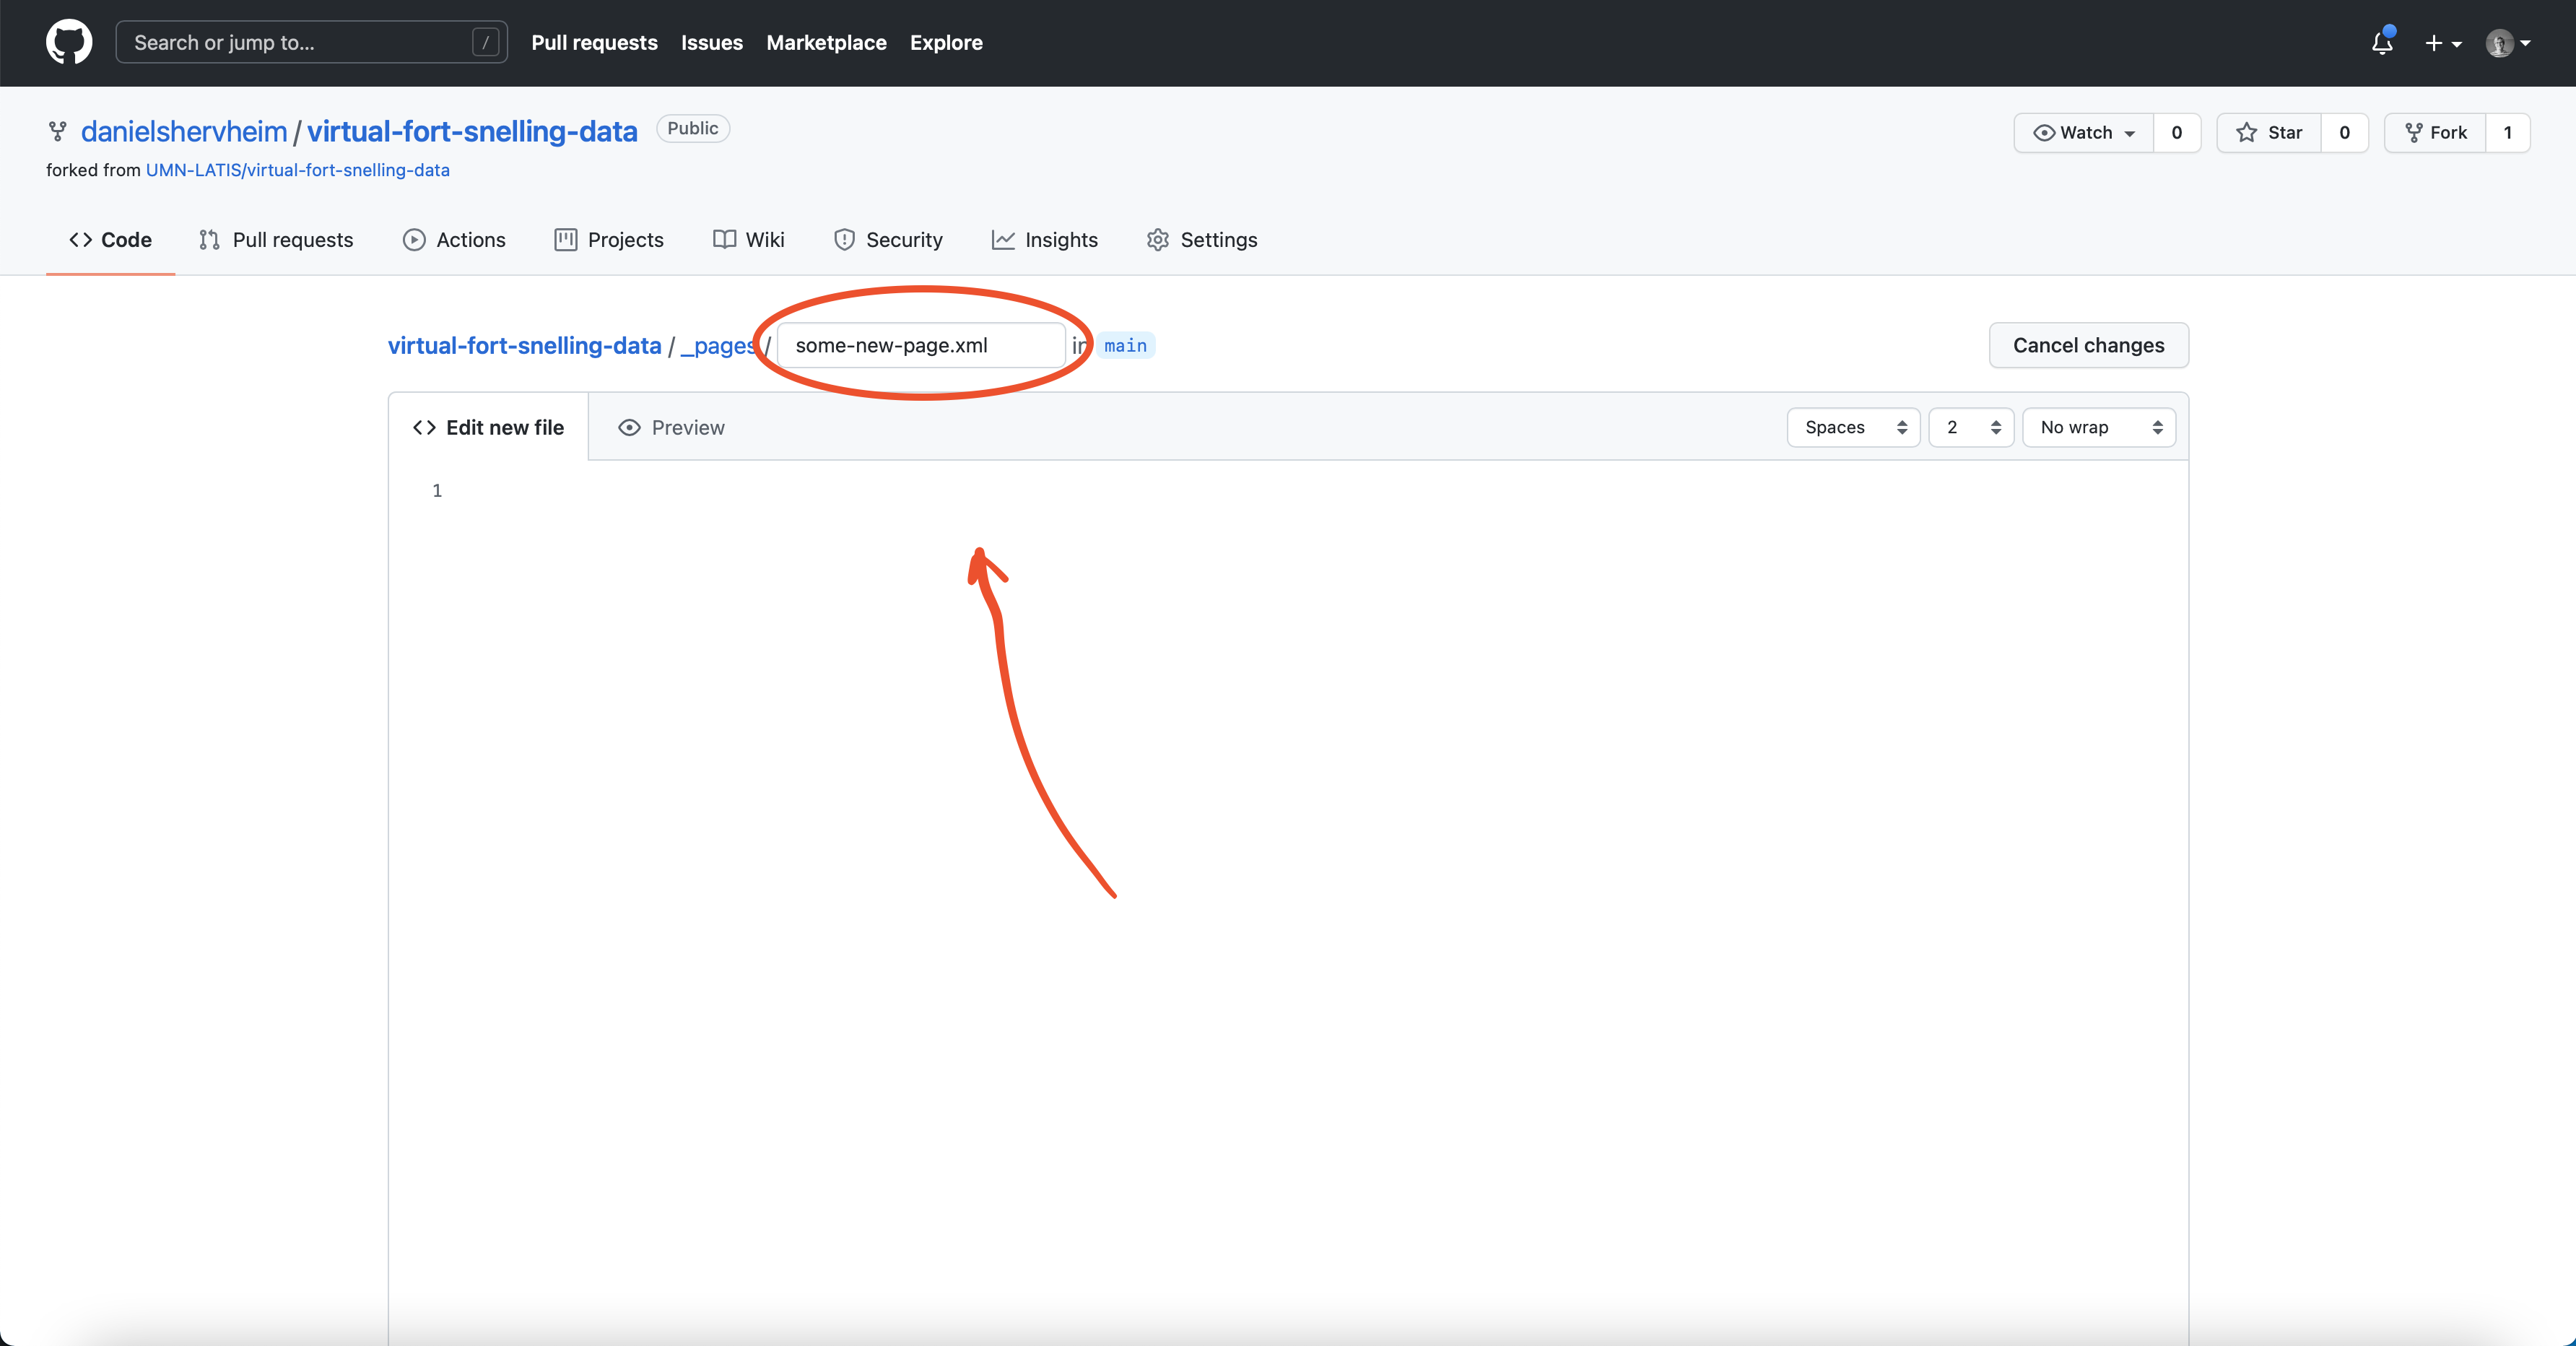 Search or jump to... / Pull requests Issues Marketplace Explore
danielshervheim / virtual-fort-snelling-data Public Watch 0 Star 0 Fork 1
forked from UMN-LATIS/virtual-fort-snelling-data
Code Pull requests Actions Projects Wiki Security Insights Settings
virtual-fort-snelling-data / _pages / some-new-page.xml in main Cancel changes
Edit new file Preview Spaces 2 No wrap
1